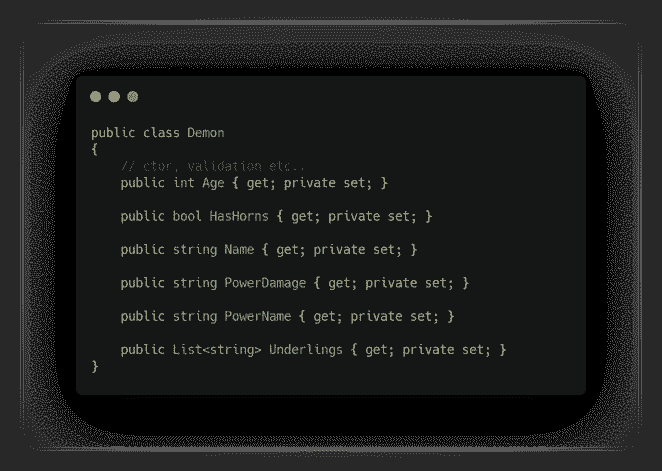 public class Demon
{
// ctor, validation etc..
public int Age { get; private set; }
public bool HasHorns { get; private set; }
public string Name { get; private set; }
public string PowerDamage { get; private set; }
public string PowerName { get; private set; }
public List<string> Underlings { get; private set; }
}